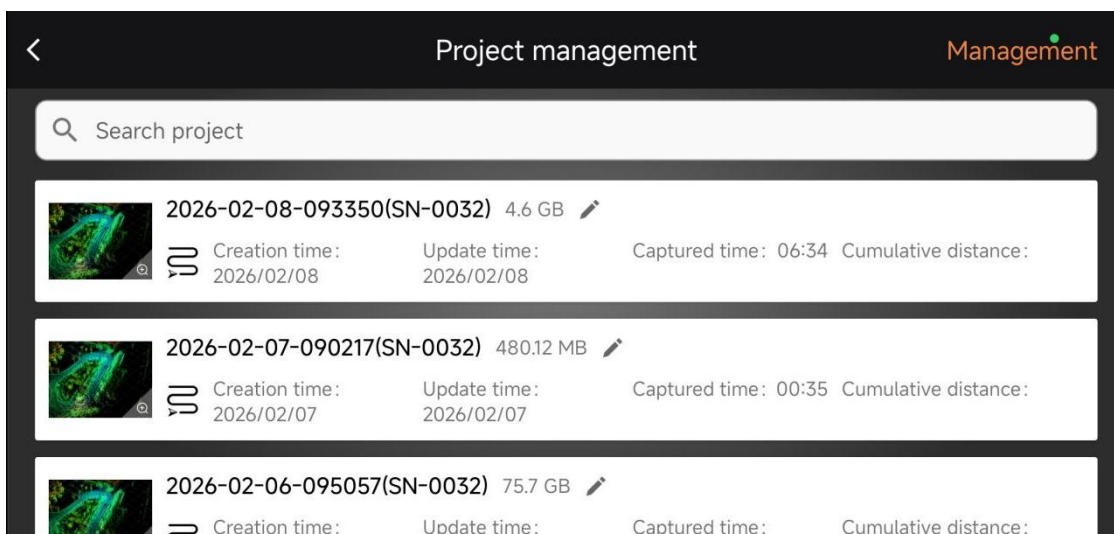 Project management
Management
Search project
2026-02-08-093350(SN-0032) 4.6 GB
Creation time: Update time: Captured time: 06:34 Cumulative distance:
2026/02/08 2026/02/08
2026-02-07-090217(SN-0032) 480.12 MB
Creation time: Update time: Captured time: 00:35 Cumulative distance:
2026/02/07 2026/02/07
2026-02-06-095057(SN-0032) 75.7 GB
Creation time: Update time: Captured time: Cumulative distance: